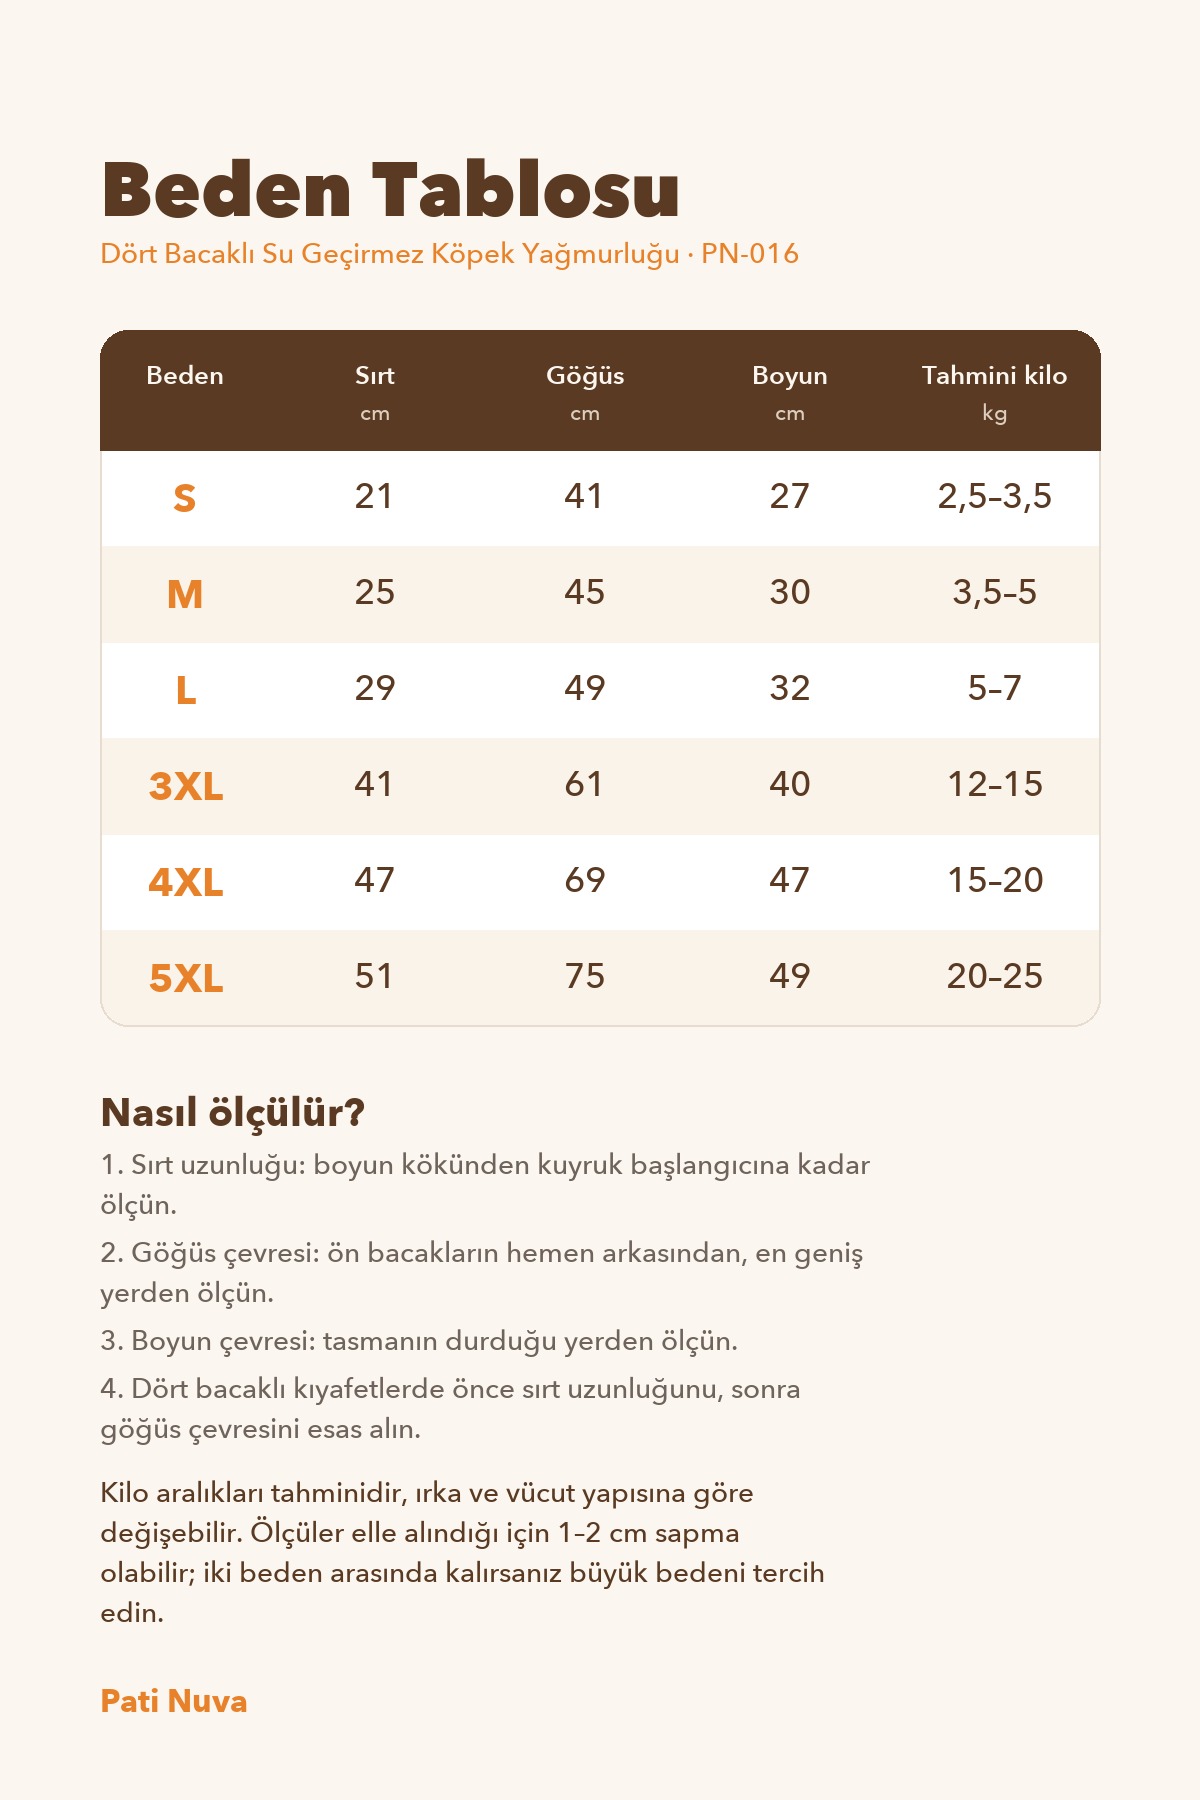 Beden Tablosu
Dört Bacaklı Su Geçirmez Köpek Yağmurluğu · PN-016
Beden Sırt Göğüs Boyun Tahmini kilo
cm cm cm kg
S 21 41 27 2,5–3,5
M 25 45 30 3,5–5
L 29 49 32 5–7
3XL 41 61 40 12–15
4XL 47 69 47 15–20
5XL 51 75 49 20–25
Nasıl ölçülür?
1. Sırt uzunluğu: boyun kökünden kuyruk başlangıcına kadar
ölçün.
2. Göğüs çevresi: ön bacakların hemen arkasından, en geniş
yerden ölçün.
3. Boyun çevresi: tasmanın durduğu yerden ölçün.
4. Dört bacaklı kıyafetlerde önce sırt uzunluğunu, sonra
göğüs çevresini esas alın.
Kilo aralıkları tahminidir, ırka ve vücut yapısına göre
değişebilir. Ölçüler elle alındığı için 1–2 cm sapma
olabilir; iki beden arasında kalırsanız büyük bedeni tercih
edin.
Pati Nuva